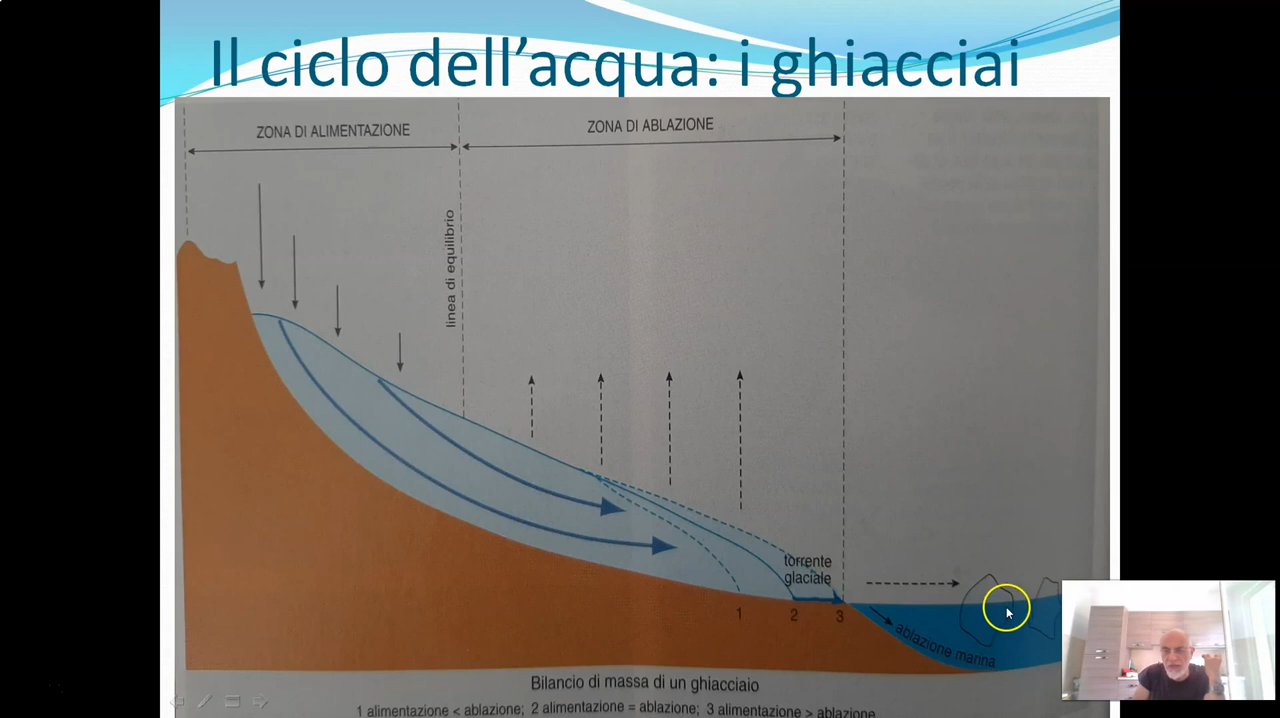 Il ciclo dell’acqua: i ghiacciai
ZONA DI ALIMENTAZIONE
ZONA DI ABLAZIONE
linea di equilibrio
torrente
glaciale
1
2
3
ablazione marina
Bilancio di massa di un ghiacciaio
1 alimentazione < ablazione; 2 alimentazione = ablazione; 3 alimentazione > ablazione